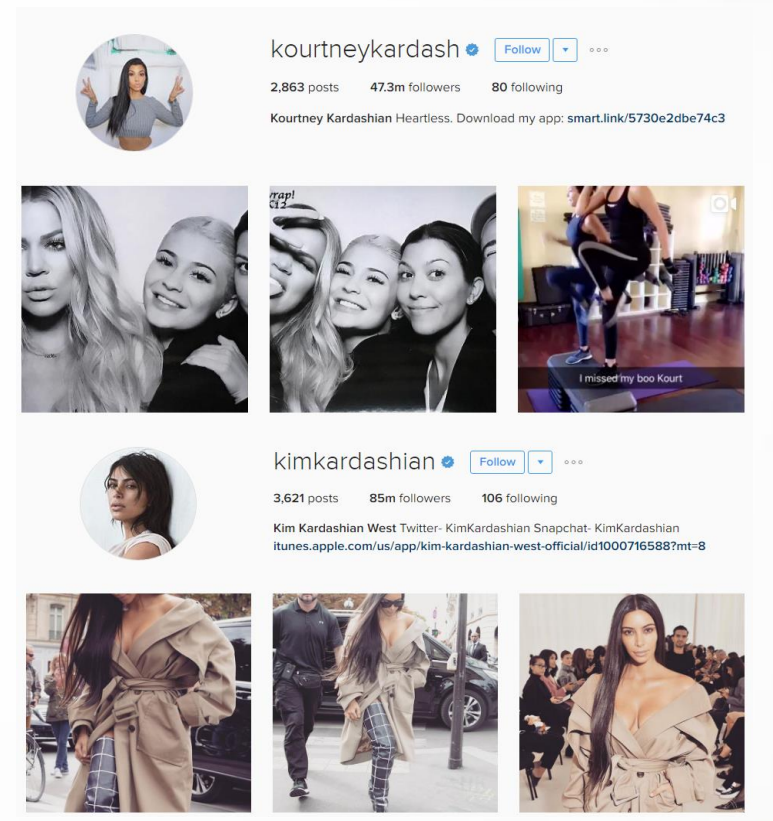 kourtneykardash Follow
2,863 posts 47.3m followers 80 following
Kourtney Kardashian Heartless. Download my app: smart.link/5730e2dbe74c3
rap!
K12
I missed my boo Kourt
kimkardashian Follow
3,621 posts 85m followers 106 following
Kim Kardashian West Twitter- KimKardashian Snapchat- KimKardashian
itunes.apple.com/us/app/kim-kardashian-west-official/id1000716588?mt=8